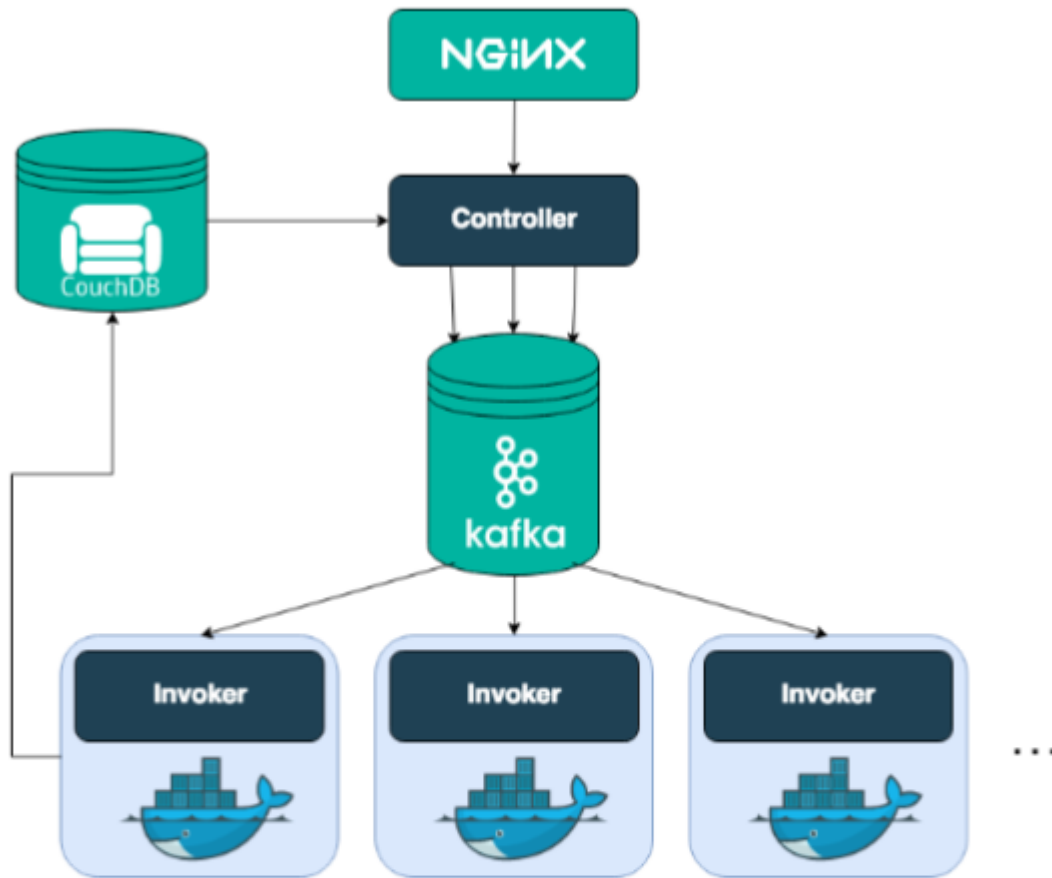 NGINX
Controller
CouchDB
kafka
Invoker
Invoker
Invoker
...